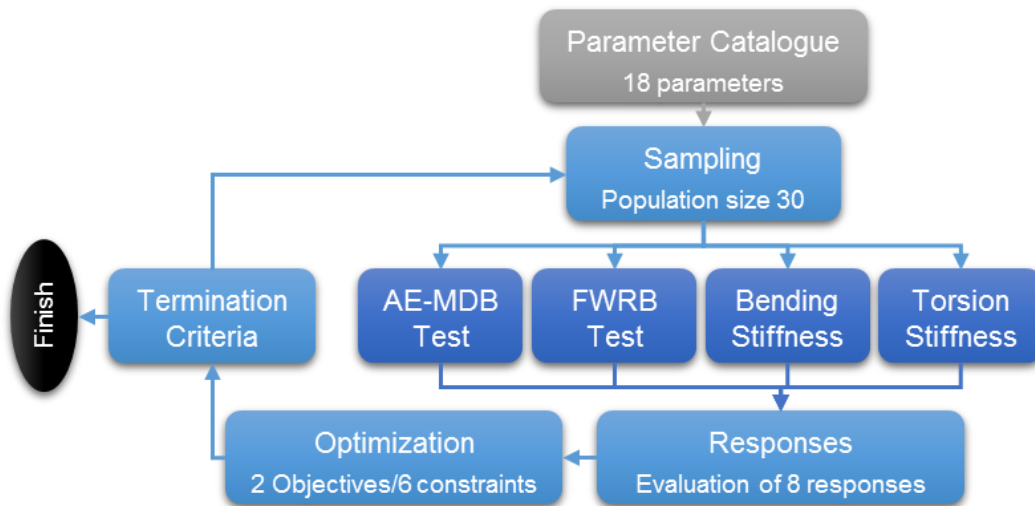 Parameter Catalogue
18 parameters
Sampling
Population size 30
Finish
Termination
Criteria
AE-MDB
Test
FWRB
Test
Bending
Stiffness
Torsion
Stiffness
Optimization
2 Objectives/6 constraints
Responses
Evaluation of 8 responses